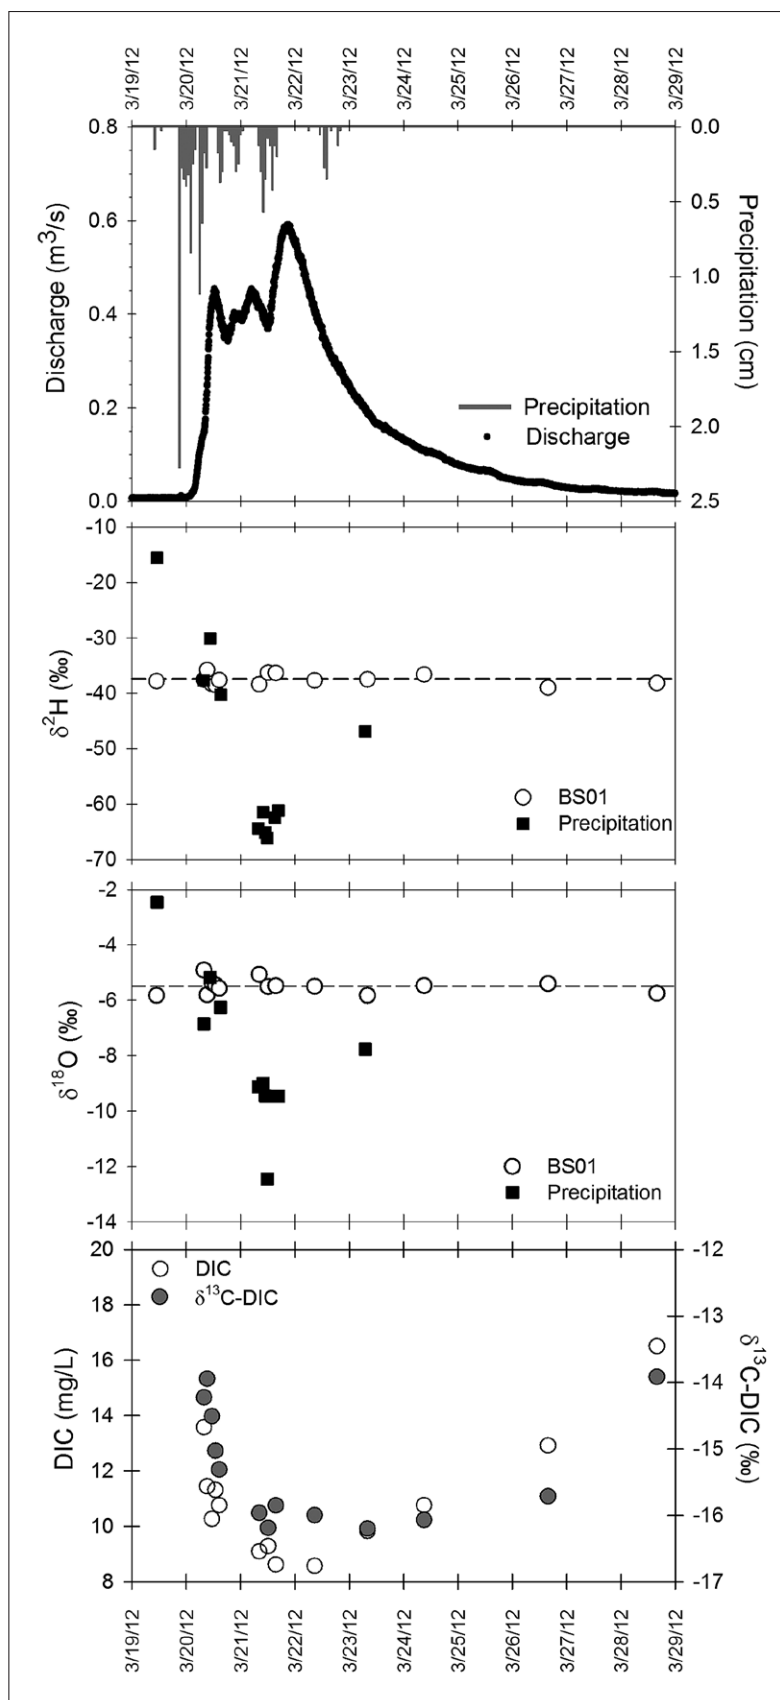 3/19/12 3/20/12 3/21/12 3/22/12 3/23/12 3/24/12 3/25/12 3/26/12 3/27/12 3/28/12 3/29/12
Discharge (m³/s)
0.8
0.6
0.4
0.2
0.0
Precipitation
Discharge
0.0
0.5
1.0
1.5
2.0
2.5
Precipitation (cm)
δ²H (‰)
-10
-20
-30
-40
-50
-60
-70
BS01
Precipitation
δ¹⁸O (‰)
-2
-4
-6
-8
-10
-12
-14
BS01
Precipitation
DIC (mg/L)
20
18
16
14
12
10
8
DIC
δ¹³C-DIC
-12
-13
-14
-15
-16
-17
δ¹³C-DIC (‰)
3/19/12 3/20/12 3/21/12 3/22/12 3/23/12 3/24/12 3/25/12 3/26/12 3/27/12 3/28/12 3/29/12